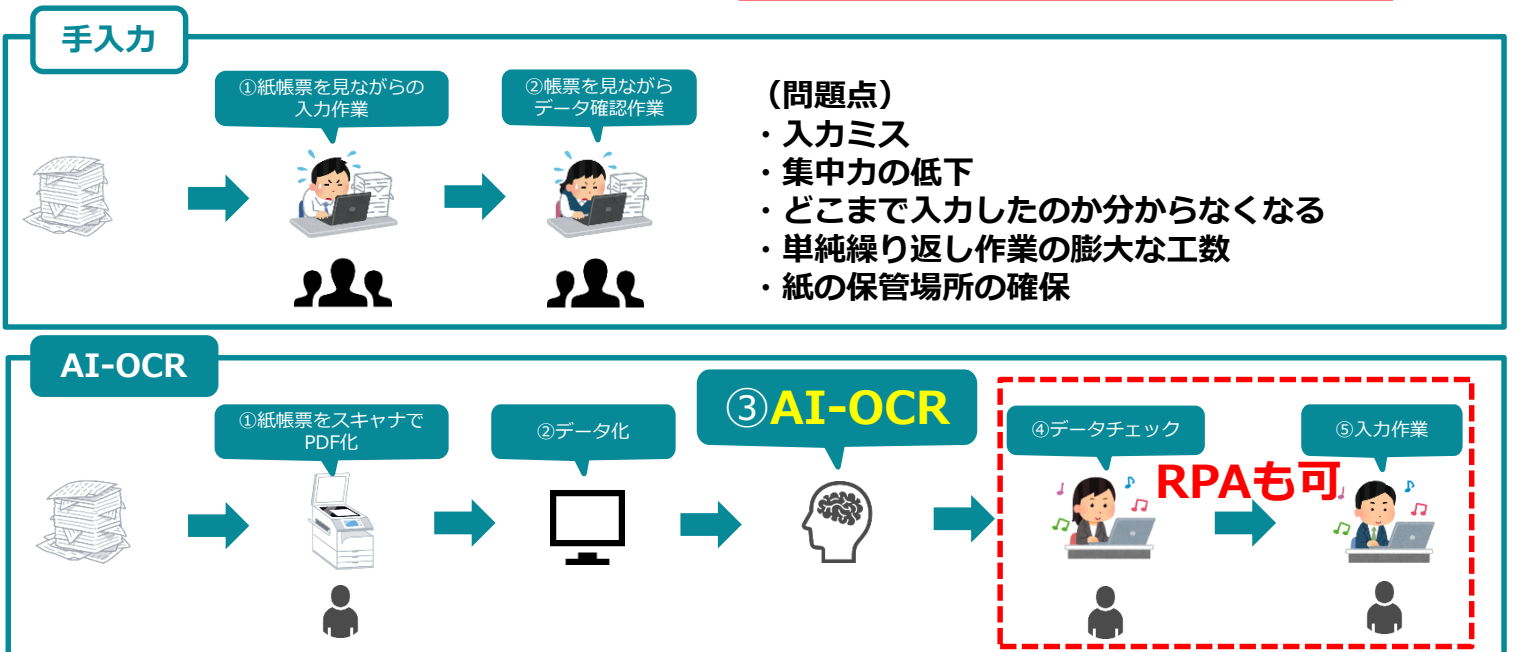 手入力
①紙帳票を見ながらの
入力作業
②帳票を見ながら
データ確認作業
（問題点）
・入力ミス
・集中力の低下
・どこまで入力したのか分からなくなる
・単純繰り返し作業の膨大な工数
・紙の保管場所の確保
AI-OCR
①紙帳票をスキャナで
PDF化
②データ化
③AI-OCR
④データチェック
⑤入力作業
RPAも可